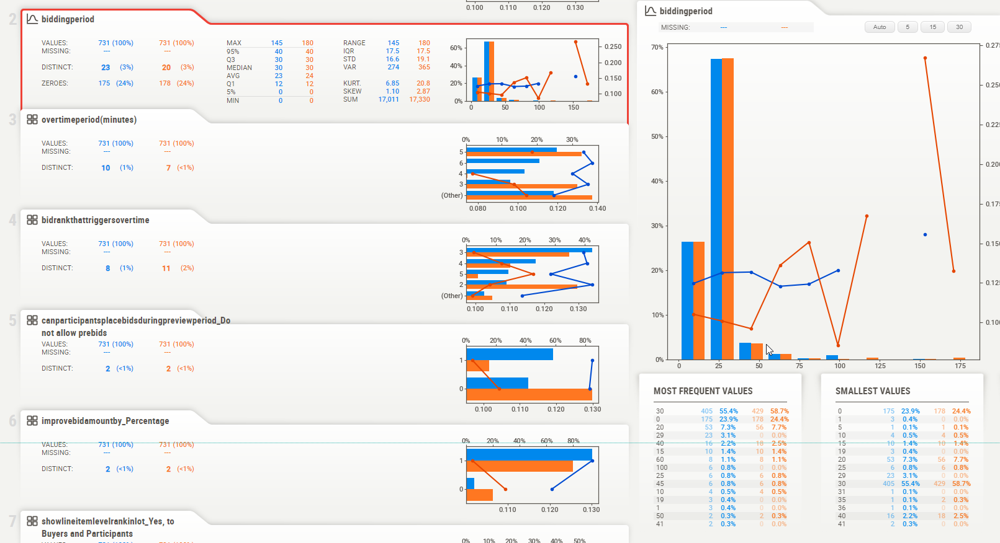 0.100 0.110 0.120 0.130
2
biddingperiod
VALUES: 731 (100%) 731 (100%)
MISSING: --- ---
DISTINCT: 23 (3%) 20 (3%)
ZEROES: 175 (24%) 178 (24%)
MAX 145 180
95% 40 40
Q3 30 30
MEDIAN 30 30
AVG 23 24
Q1 12 12
5% 0 0
MIN 0 0
RANGE 145 180
IQR 17.5 17.5
STD 16.6 19.1
VAR 274 365
KURT. 6.85 20.8
SKEW 1.10 2.87
SUM 17,011 17,330
60%
40%
20%
0%
0.250
0.200
0.150
0.100
0 50 100 150
3
overtimeperiod(minutes)
VALUES: 731 (100%) 731 (100%)
MISSING: --- ---
DISTINCT: 10 (1%) 7 (<1%)
0% 10% 20% 30%
5
6
4
3
(Other)
0.080 0.100 0.120 0.140
4
bidrankthattriggersovertime
VALUES: 731 (100%) 731 (100%)
MISSING: --- ---
DISTINCT: 8 (1%) 11 (2%)
0% 10% 20% 30% 40%
3
4
5
2
(Other)
0.100 0.110 0.120 0.130
5
canparticipantsplacebidsduringpreviewperiod_Do
not allow prebids
VALUES: 731 (100%) 731 (100%)
MISSING: --- ---
DISTINCT: 2 (<1%) 2 (<1%)
0% 20% 40% 60% 80%
1
0
0.100 0.110 0.120 0.130
6
improvebidamountby_Percentage
VALUES: 731 (100%) 731 (100%)
MISSING: --- ---
DISTINCT: 2 (<1%) 2 (<1%)
0% 20% 40% 60% 80%
1
0
0.110 0.120 0.130
7
showlineitemlevelrankinlot_Yes, to
Buyers and Participants
VALUES: 731 (100%) 731 (100%)
0% 10% 20% 30% 40% 50%
biddingperiod
MISSING: --- ---
Auto 5 15 30
70%
60%
50%
40%
30%
20%
10%
0%
0.275
0.250
0.225
0.200
0.175
0.150
0.125
0.100
0 25 50 75 100 125 150 175
MOST FREQUENT VALUES
30 405 55.4% 429 58.7%
0 175 23.9% 178 24.4%
20 53 7.3% 56 7.7%
29 23 3.1% 0 0.0%
40 16 2.2% 18 2.5%
15 10 1.4% 10 1.4%
60 8 1.1% 8 1.1%
100 6 0.8% 0 0.0%
25 6 0.8% 6 0.8%
45 6 0.8% 6 0.8%
10 4 0.5% 4 0.5%
19 3 0.4% 0 0.0%
1 3 0.4% 0 0.0%
50 2 0.3% 2 0.3%
41 2 0.3% 0 0.0%
SMALLEST VALUES
0 175 23.9% 178 24.4%
1 3 0.4% 0 0.0%
5 1 0.1% 1 0.1%
10 4 0.5% 4 0.5%
15 10 1.4% 10 1.4%
19 3 0.4% 0 0.0%
20 53 7.3% 56 7.7%
25 6 0.8% 6 0.8%
29 23 3.1% 0 0.0%
30 405 55.4% 429 58.7%
31 1 0.1% 0 0.0%
35 1 0.1% 2 0.3%
36 1 0.1% 0 0.0%
40 16 2.2% 18 2.5%
41 2 0.3% 0 0.0%